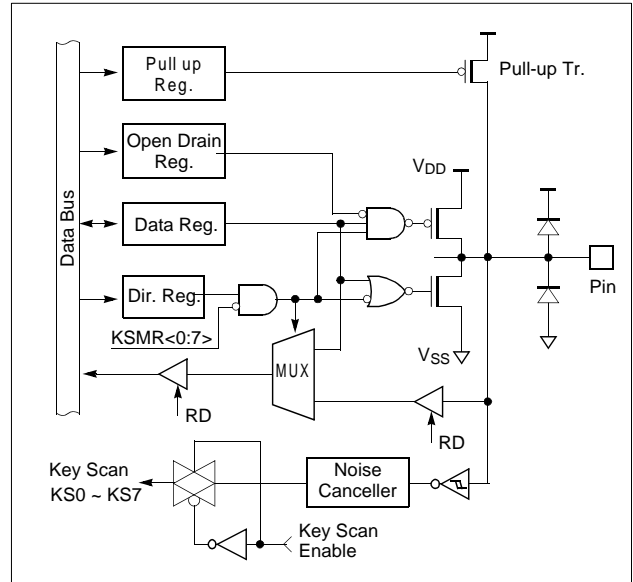 Pull up
Reg.
Pull-up Tr.
Open Drain
Reg.
VDD
Data Bus
Data Reg.
Dir. Reg.
Pin
KSMR<0:7>
VSS
MUX
RD
RD
Key Scan
KS0 ~ KS7
Noise
Canceller
Key Scan
Enable